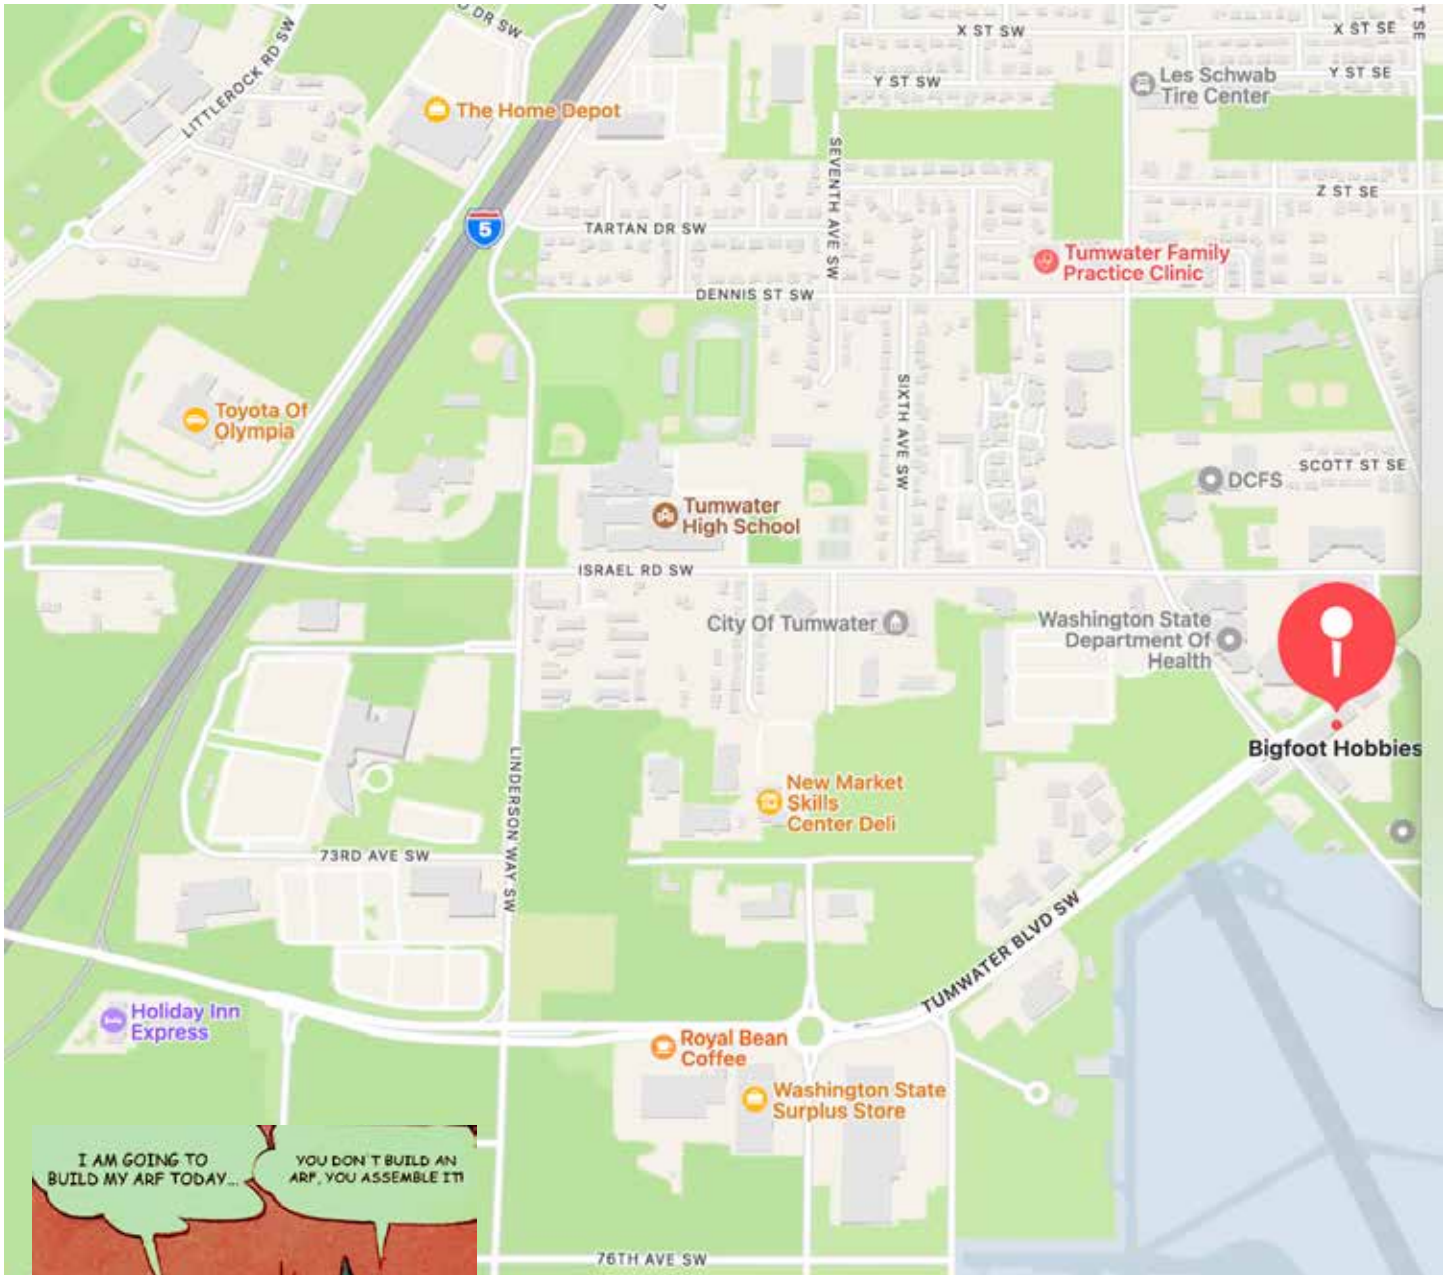 LITTLEROCK RD SW
DR SW
X ST SW
X ST SE
T SE
Y ST SW
Les Schwab
Tire Center
Y ST SE
The Home Depot
SEVENTH AVE SW
Z ST SE
5
TARTAN DR SW
Tumwater Family
Practice Clinic
DENNIS ST SW
Toyota Of
Olympia
SIXTH AVE SW
SCOTT ST SE
DCFS
Tumwater
High School
ISRAEL RD SW
City Of Tumwater
Washington State
Department Of
Health
Bigfoot Hobbies
LINDERSON WAY SW
New Market
Skills
Center Deli
73RD AVE SW
TUMWATER BLVD SW
Holiday Inn
Express
Royal Bean
Coffee
Washington State
Surplus Store
76TH AVE SW
I AM GOING TO
BUILD MY ARF TODAY...
YOU DON'T BUILD AN
ARF, YOU ASSEMBLE IT!